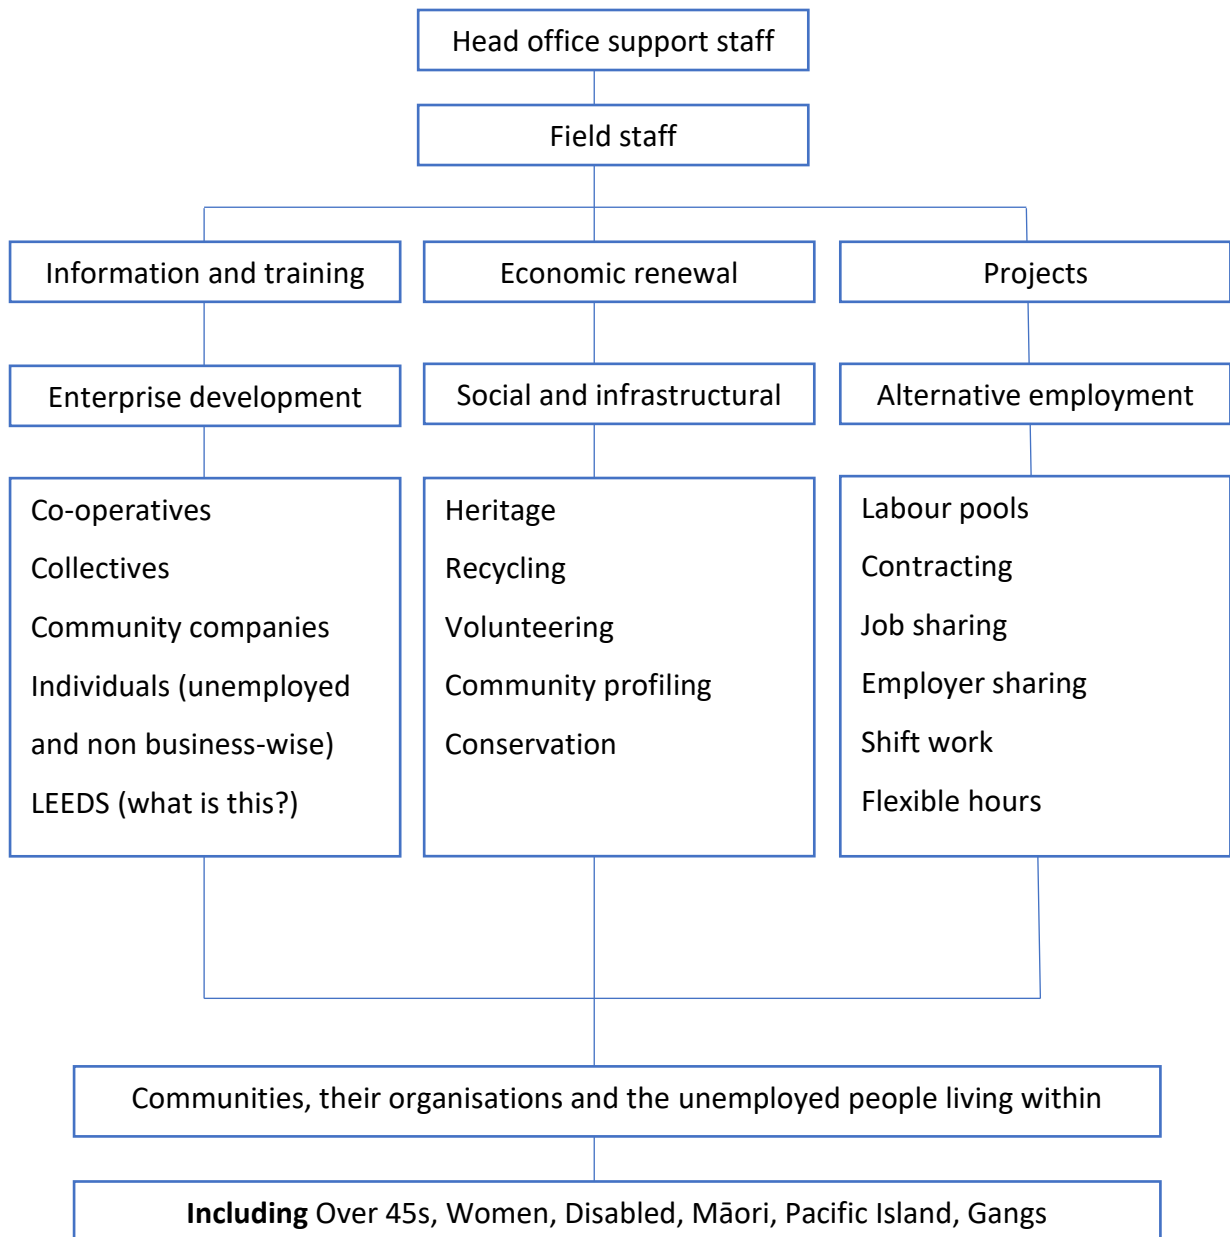 Head office support staff
Field staff
Information and training
Economic renewal
Projects
Enterprise development
Social and infrastructural
Alternative employment
Co-operatives
Collectives
Community companies
Individuals (unemployed
and non business-wise)
LEEDS (what is this?)
Heritage
Recycling
Volunteering
Community profiling
Conservation
Labour pools
Contracting
Job sharing
Employer sharing
Shift work
Flexible hours
Communities, their organisations and the unemployed people living within
Including Over 45s, Women, Disabled, Māori, Pacific Island, Gangs